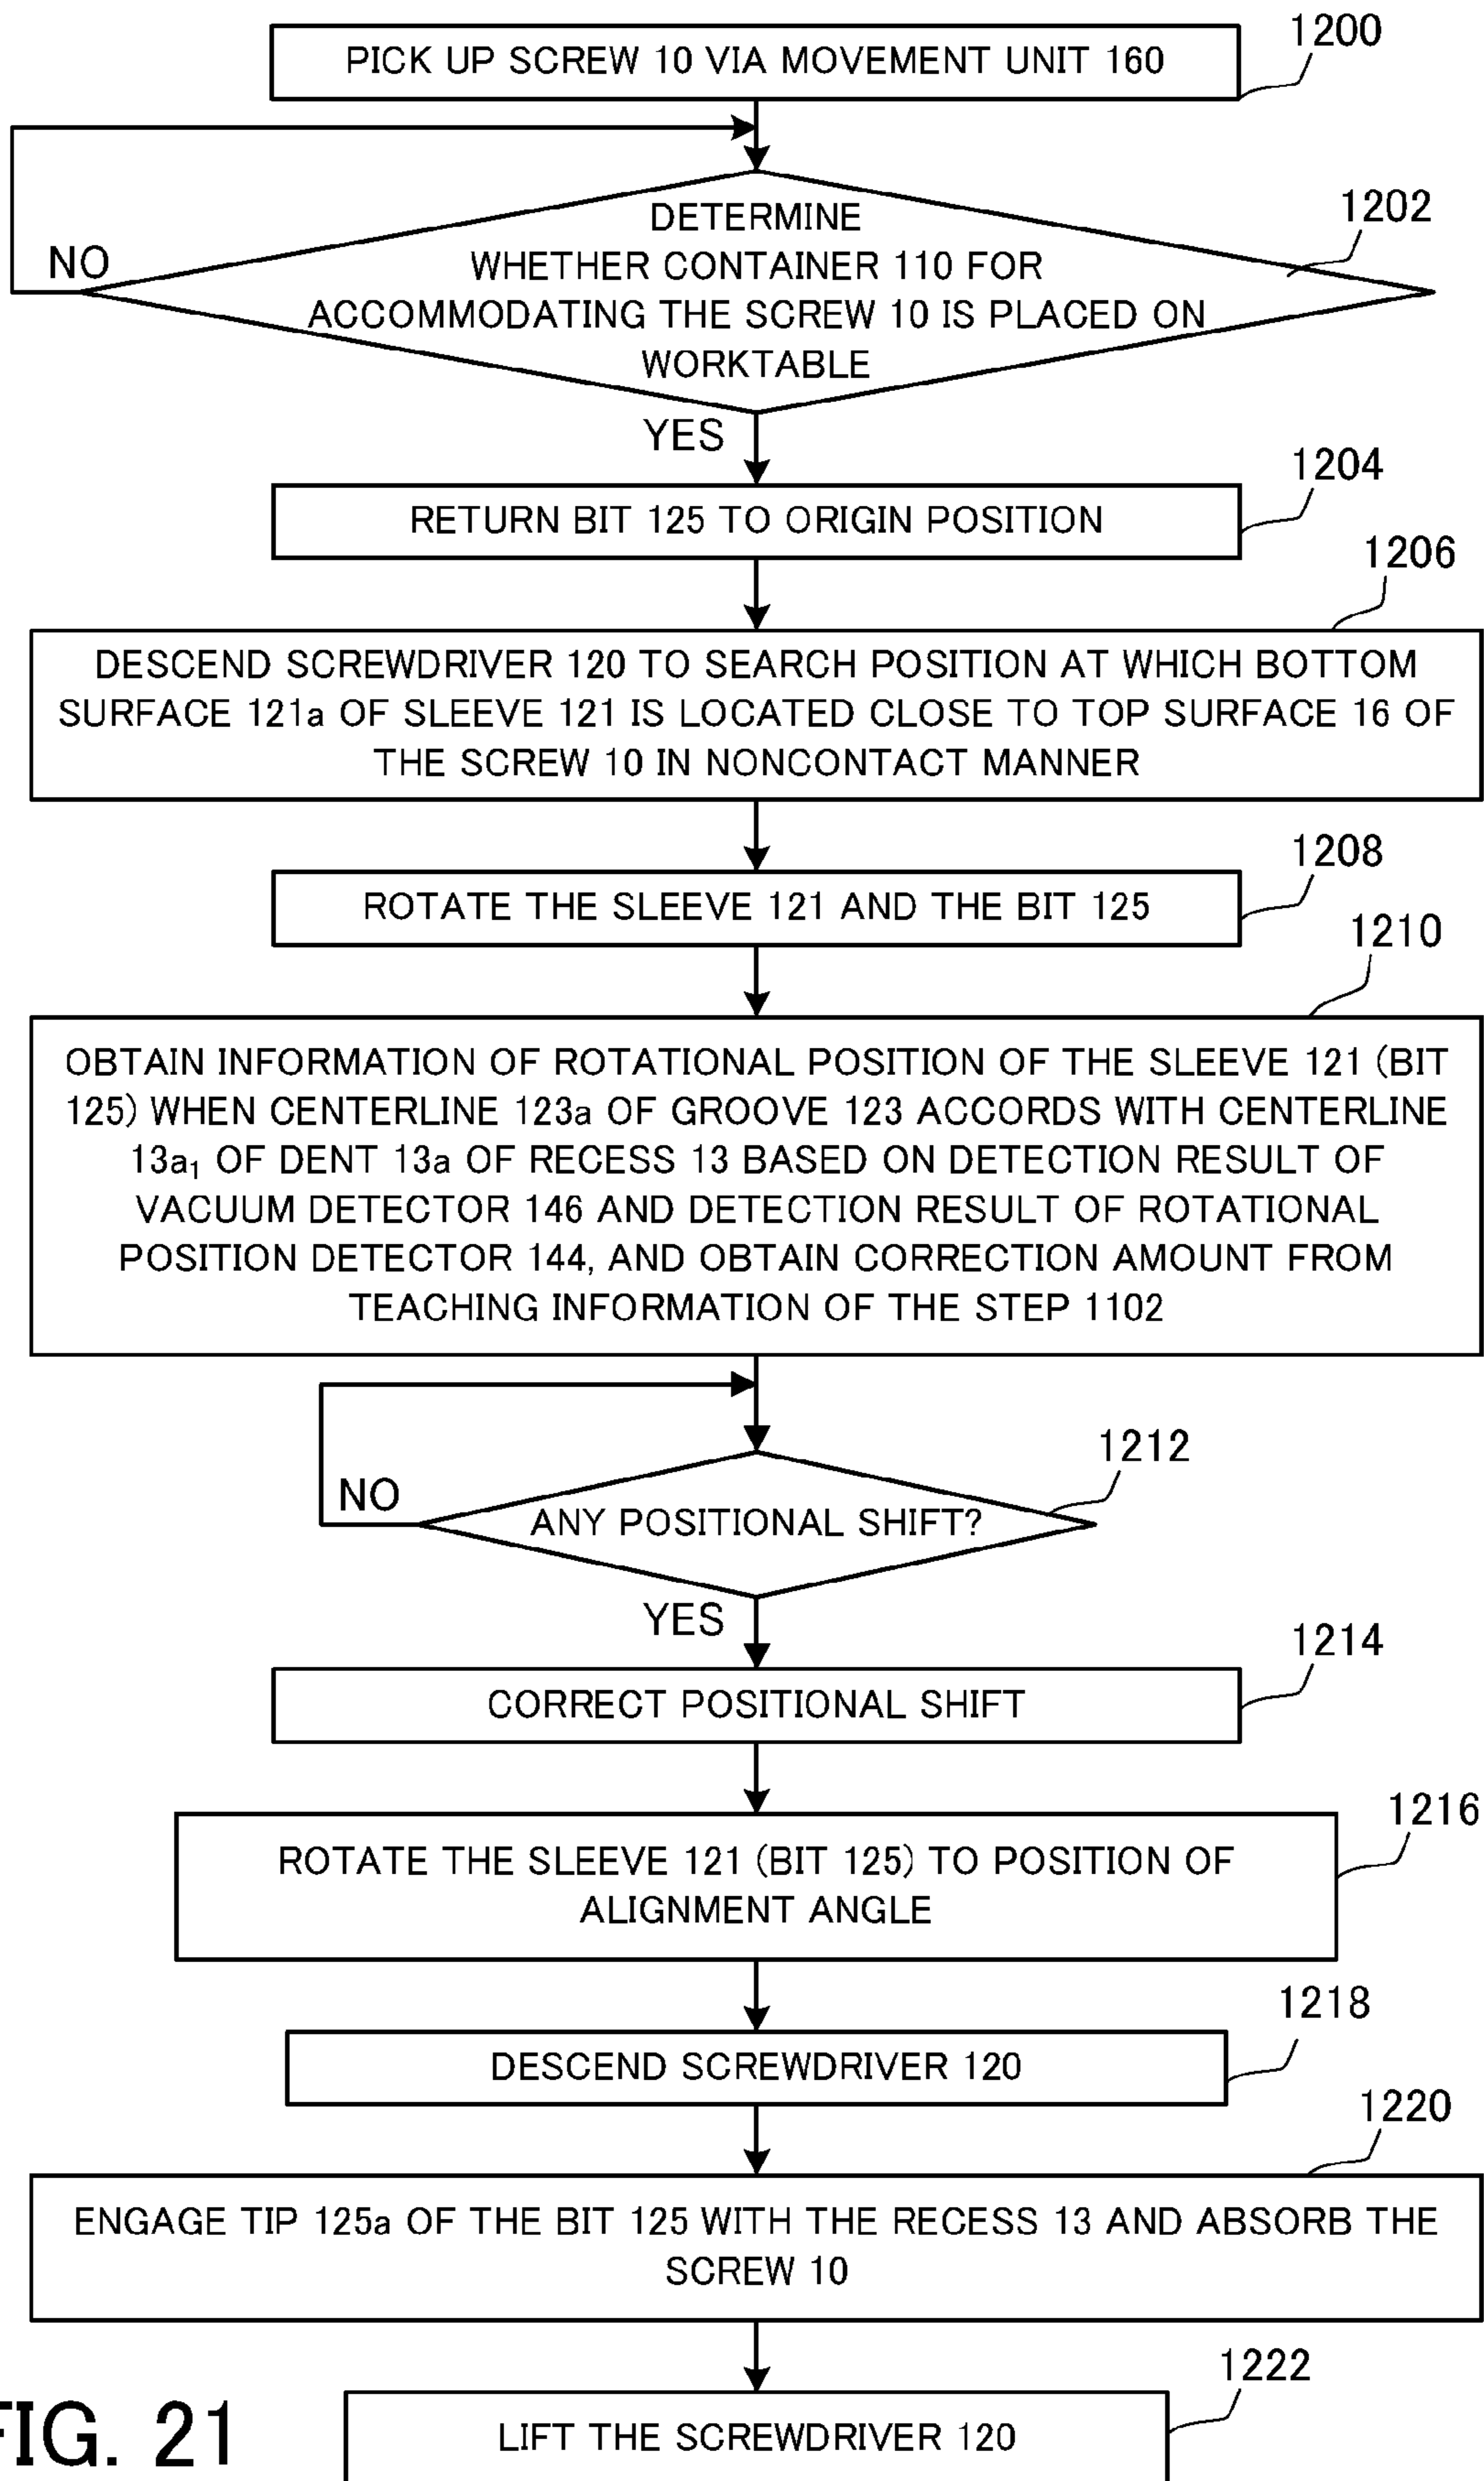 1200
PICK UP SCREW 10 VIA MOVEMENT UNIT 160
1202
DETERMINE
WHETHER CONTAINER 110 FOR
ACCOMMODATING THE SCREW 10 IS PLACED ON
WORKTABLE
NO
YES
1204
RETURN BIT 125 TO ORIGIN POSITION
1206
DESCEND SCREWDRIVER 120 TO SEARCH POSITION AT WHICH BOTTOM
SURFACE 121a OF SLEEVE 121 IS LOCATED CLOSE TO TOP SURFACE 16 OF
THE SCREW 10 IN NONCONTACT MANNER
1208
ROTATE THE SLEEVE 121 AND THE BIT 125
1210
OBTAIN INFORMATION OF ROTATIONAL POSITION OF THE SLEEVE 121 (BIT
125) WHEN CENTERLINE 123a OF GROOVE 123 ACCORDS WITH CENTERLINE
13a₁ OF DENT 13a OF RECESS 13 BASED ON DETECTION RESULT OF
VACUUM DETECTOR 146 AND DETECTION RESULT OF ROTATIONAL
POSITION DETECTOR 144, AND OBTAIN CORRECTION AMOUNT FROM
TEACHING INFORMATION OF THE STEP 1102
1212
NO
ANY POSITIONAL SHIFT?
YES
1214
CORRECT POSITIONAL SHIFT
1216
ROTATE THE SLEEVE 121 (BIT 125) TO POSITION OF
ALIGNMENT ANGLE
1218
DESCEND SCREWDRIVER 120
1220
ENGAGE TIP 125a OF THE BIT 125 WITH THE RECESS 13 AND ABSORB THE
SCREW 10
1222
LIFT THE SCREWDRIVER 120
FIG. 21